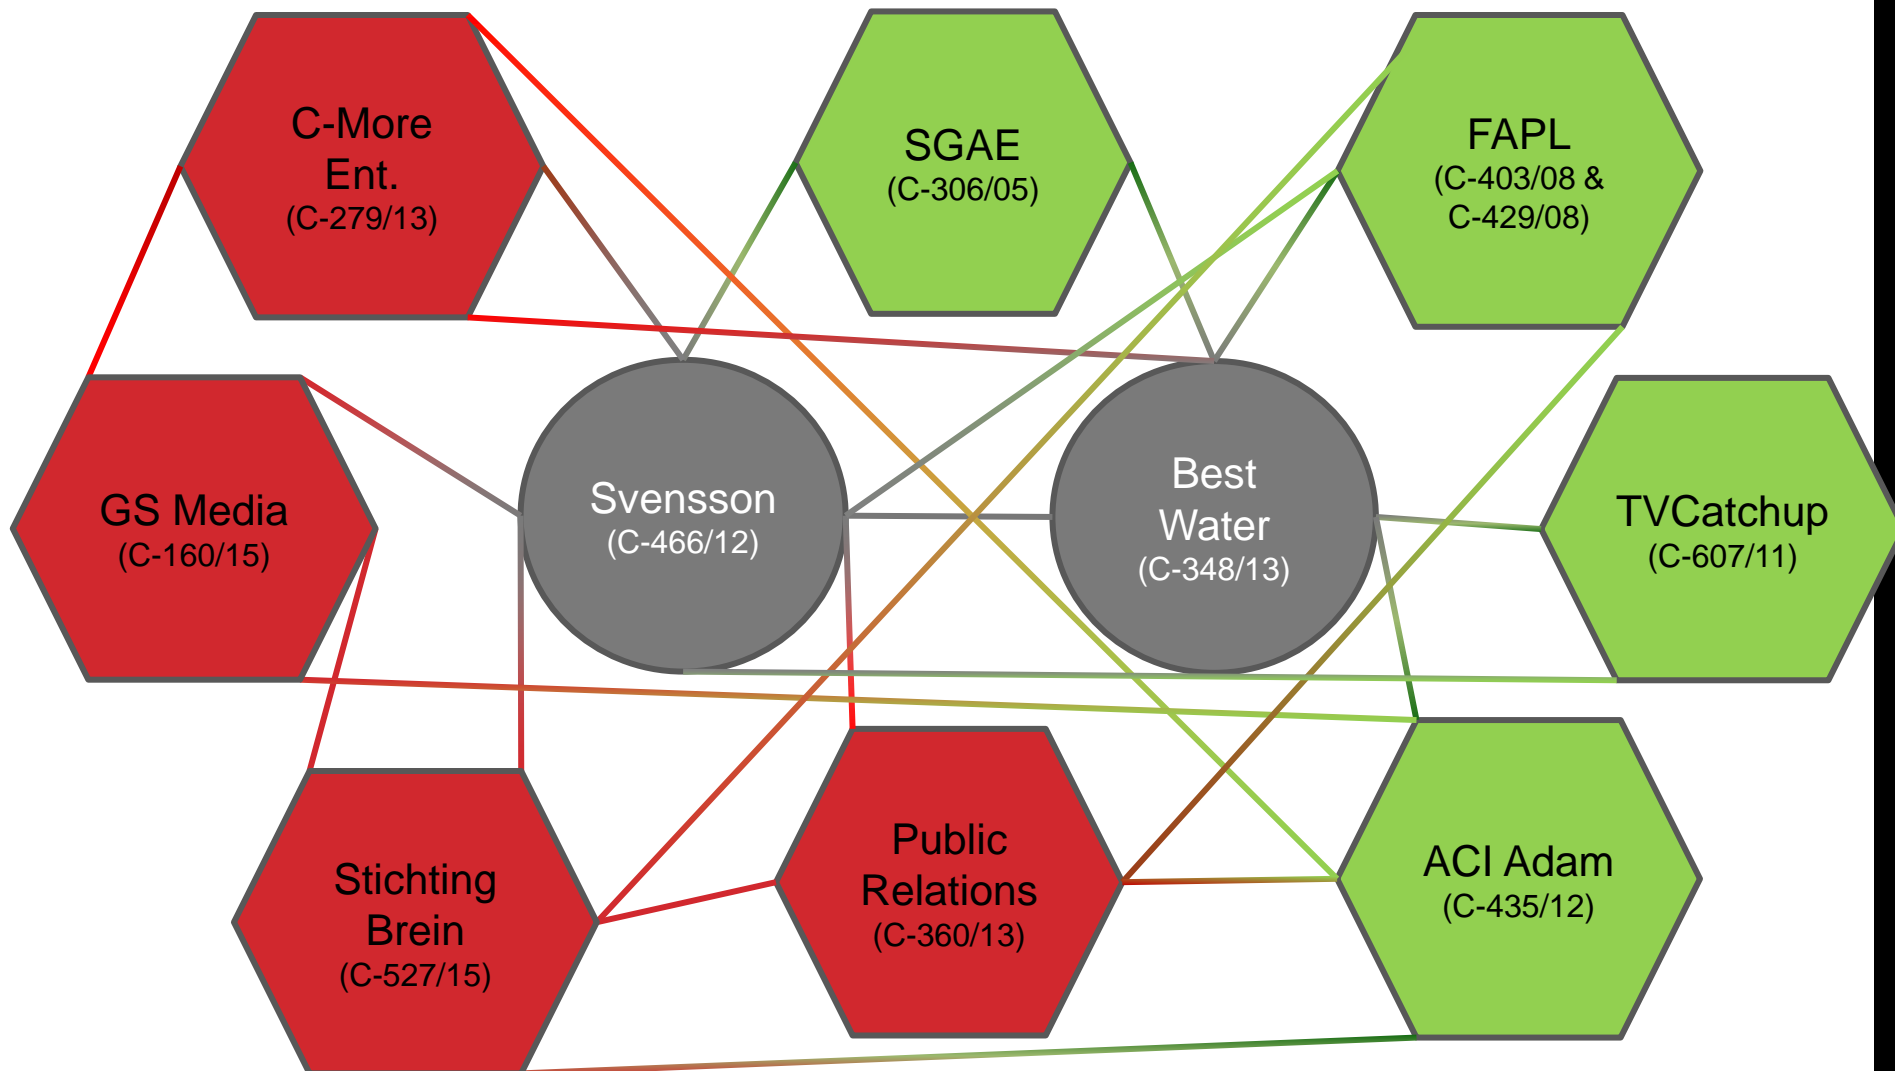 C-More
Ent.
(C-279/13)
SGAE
(C-306/05)
FAPL
(C-403/08 &
C-429/08)
GS Media
(C-160/15)
Svensson
(C-466/12)
Best
Water
(C-348/13)
TVCatchup
(C-607/11)
Stichting
Brein
(C-527/15)
Public
Relations
(C-360/13)
ACI Adam
(C-435/12)